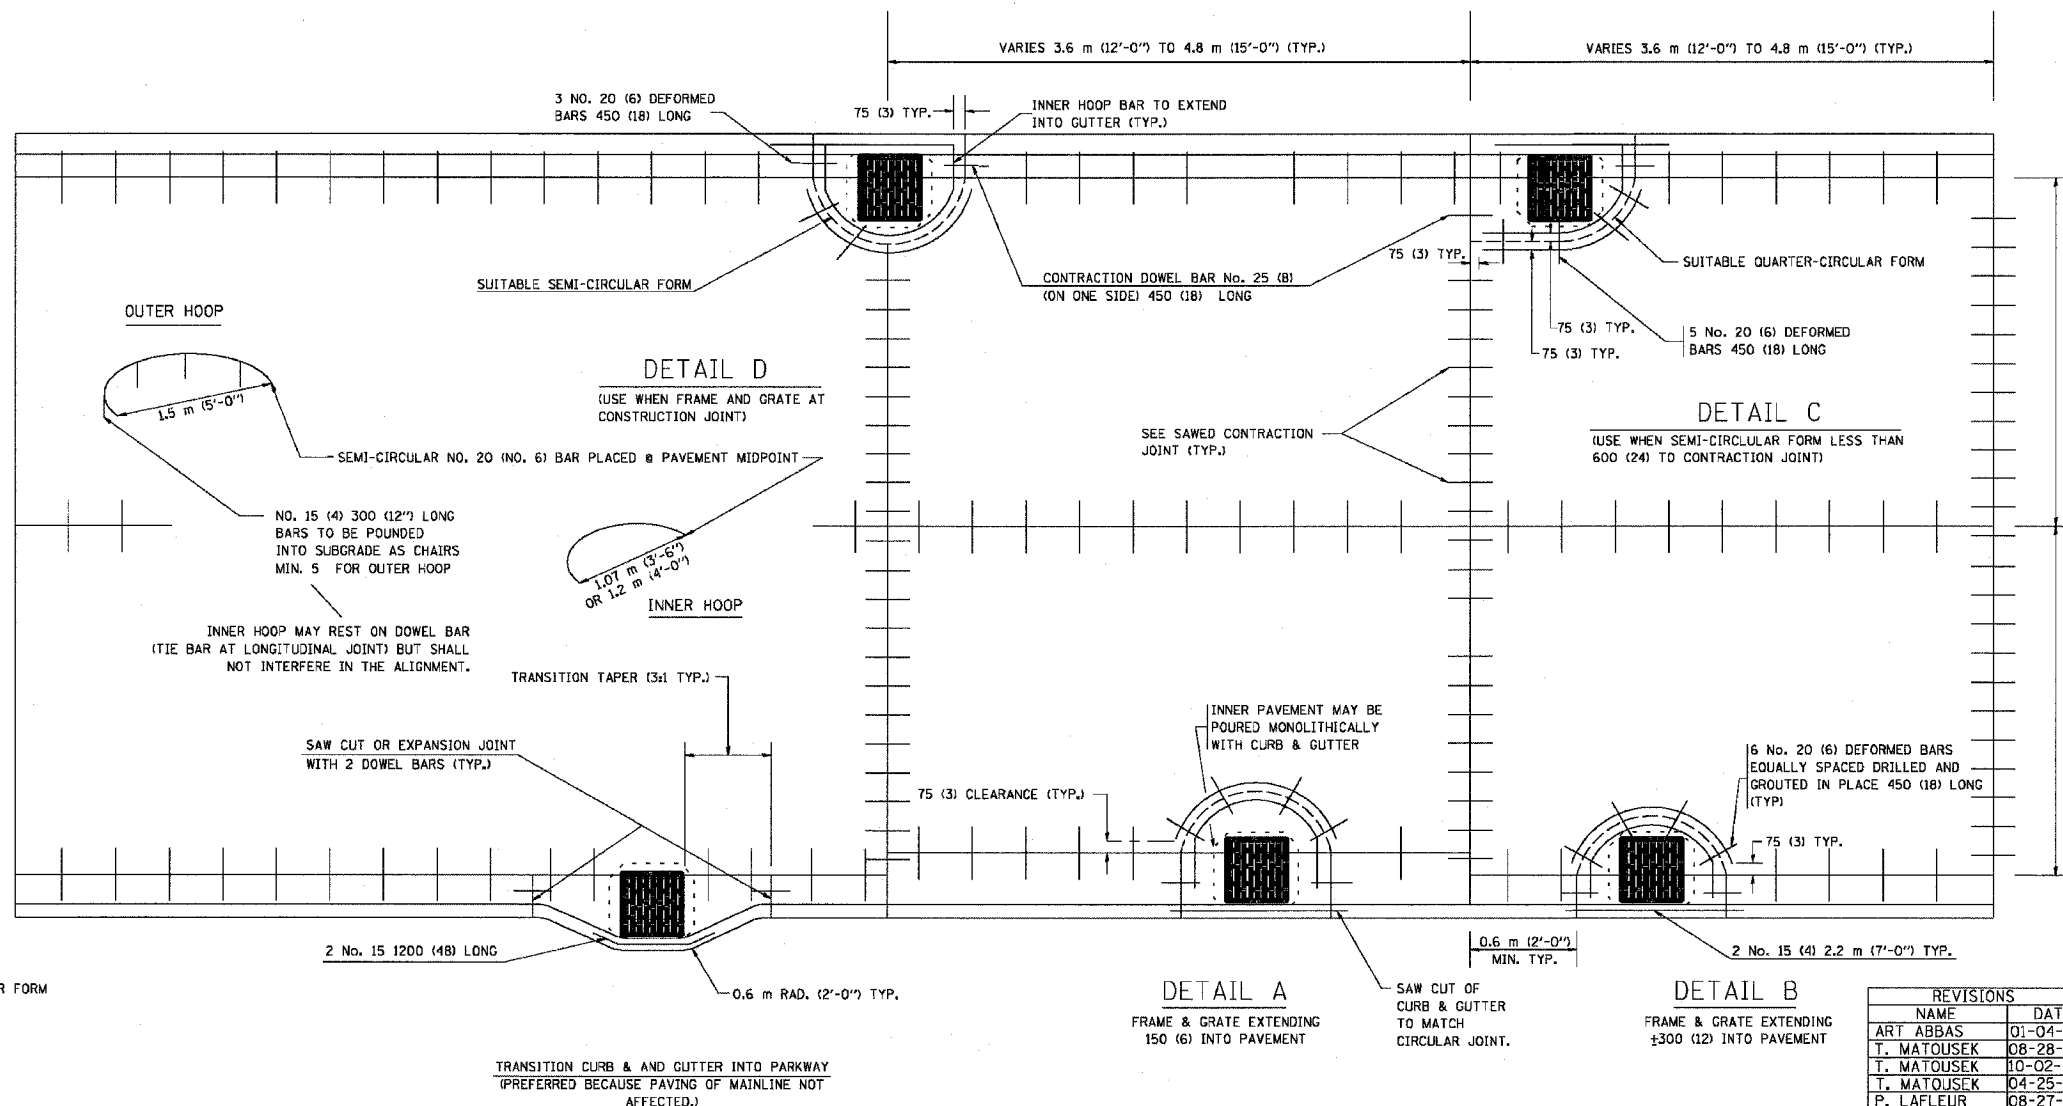 VARIES 3.6 m (12'-0") TO 4.8 m (15'-0") (TYP.)
VARIES 3.6 m (12'-0") TO 4.8 m (15'-0") (TYP.)
3 NO. 20 (6) DEFORMED
BARS 450 (18) LONG
75 (3) TYP.
INNER HOOP BAR TO EXTEND
INTO GUTTER (TYP.)
SUITABLE SEMI-CIRCULAR FORM
CONTRACTION DOWEL BAR No. 25 (8)
(ON ONE SIDE) 450 (18) LONG
75 (3) TYP.
SUITABLE QUARTER-CIRCULAR FORM
75 (3) TYP.
75 (3) TYP.
5 No. 20 (6) DEFORMED
BARS 450 (18) LONG
OUTER HOOP
1.5 m (5'-0")
DETAIL D
(USE WHEN FRAME AND GRATE AT
CONSTRUCTION JOINT)
DETAIL C
(USE WHEN SEMI-CIRCLULAR FORM LESS THAN
600 (24) TO CONTRACTION JOINT)
SEE SAWED CONTRACTION
JOINT (TYP.)
SEMI-CIRCULAR NO. 20 (NO. 6) BAR PLACED @ PAVEMENT MIDPOINT
NO. 15 (4) 300 (12") LONG
BARS TO BE POUNDED
INTO SUBGRADE AS CHAIRS
MIN. 5 FOR OUTER HOOP
1.07 m (3'-6")
OR 1.2 m (4'-0")
INNER HOOP
INNER HOOP MAY REST ON DOWEL BAR
(TIE BAR AT LONGITUDINAL JOINT) BUT SHALL
NOT INTERFERE IN THE ALIGNMENT.
TRANSITION TAPER (3:1 TYP.)
INNER PAVEMENT MAY BE
POURED MONOLITHICALLY
WITH CURB & GUTTER
SAW CUT OR EXPANSION JOINT
WITH 2 DOWEL BARS (TYP.)
6 No. 20 (6) DEFORMED BARS
EQUALLY SPACED DRILLED AND
GROUTED IN PLACE 450 (18) LONG
(TYP)
75 (3) CLEARANCE (TYP.)
75 (3) TYP.
2 No. 15 1200 (48) LONG
0.6 m (2'-0")
MIN. TYP.
2 No. 15 (4) 2.2 m (7'-0") TYP.
R FORM
0.6 m RAD. (2'-0") TYP.
DETAIL A
FRAME & GRATE EXTENDING
150 (6) INTO PAVEMENT
SAW CUT OF
CURB & GUTTER
TO MATCH
CIRCULAR JOINT.
DETAIL B
FRAME & GRATE EXTENDING
±300 (12) INTO PAVEMENT
TRANSITION CURB & AND GUTTER INTO PARKWAY
(PREFERRED BECAUSE PAVING OF MAINLINE NOT
AFFECTED.)
REVISIONS
NAME DAT
ART ABBAS 01-04-
T. MATOUSEK 08-28-
T. MATOUSEK 10-02-
T. MATOUSEK 04-25-
P. LAFLEUR 08-27-